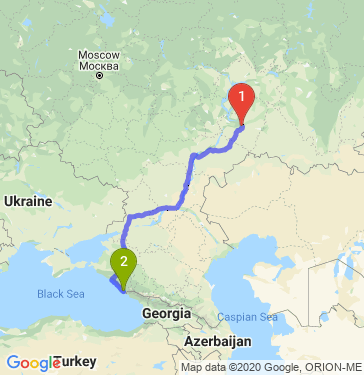 Moscow
Москва
1
Ukraine
2
Black Sea
Georgia
Caspian Sea
Azerbaijan
Google
Turkey
Map data ©2020 Google, ORION-ME